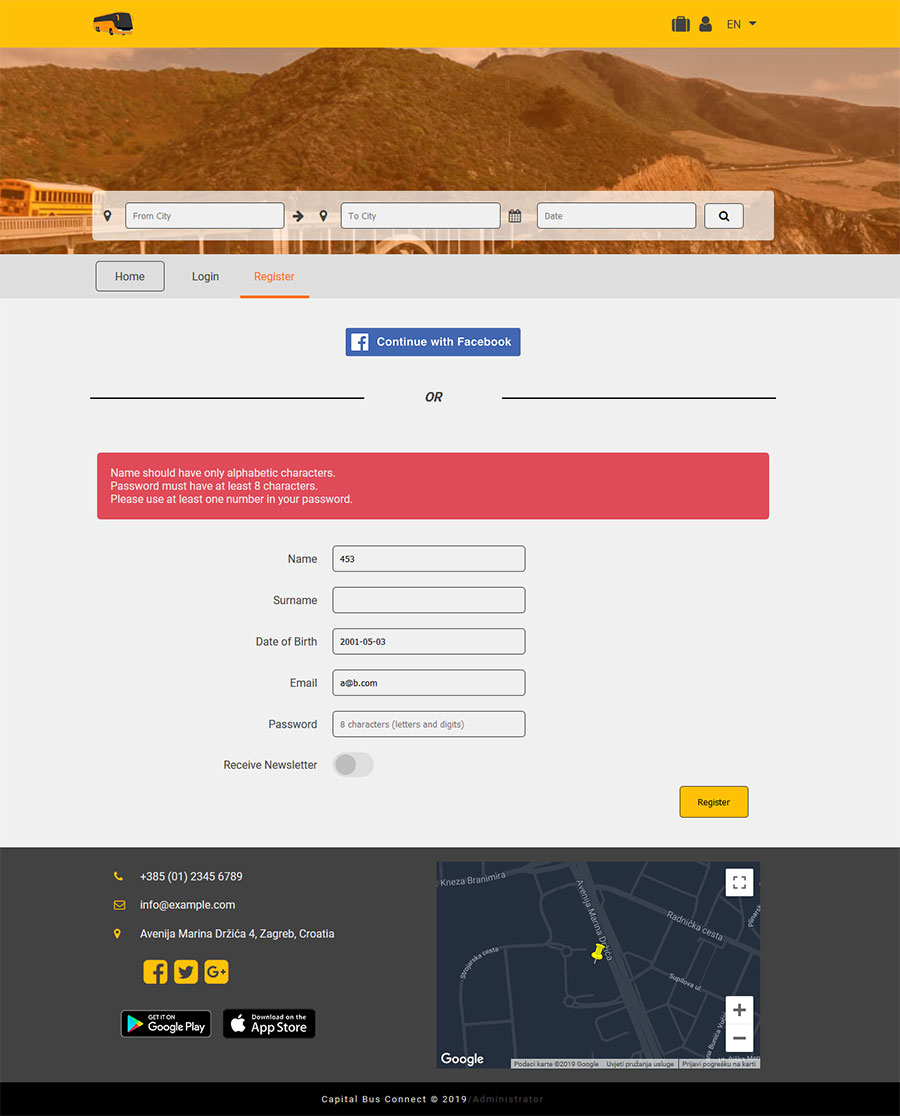 EN
From City
To City
Date
Home
Login
Register
Continue with Facebook
OR
Name should have only alphabetic characters.
Password must have at least 8 characters.
Please use at least one number in your password.
Name
453
Surname
Date of Birth
2001-05-03
Email
a@b.com
Password
8 characters (letters and digits)
Receive Newsletter
Register
+385 (01) 2345 6789
info@example.com
Avenija Marina Držića 4, Zagreb, Croatia
G+
GET IT ON
Google Play
Download on the
App Store
Kneza Branimira
Avenija Marina Držića
Radnička cesta
Strojarska cesta
Supilova ul.
Google
Podaci karte ©2019 Google
Uvjeti pružanja usluge
Prijavi pogrešku na karti
Capital Bus Connect © 2019/Administrator